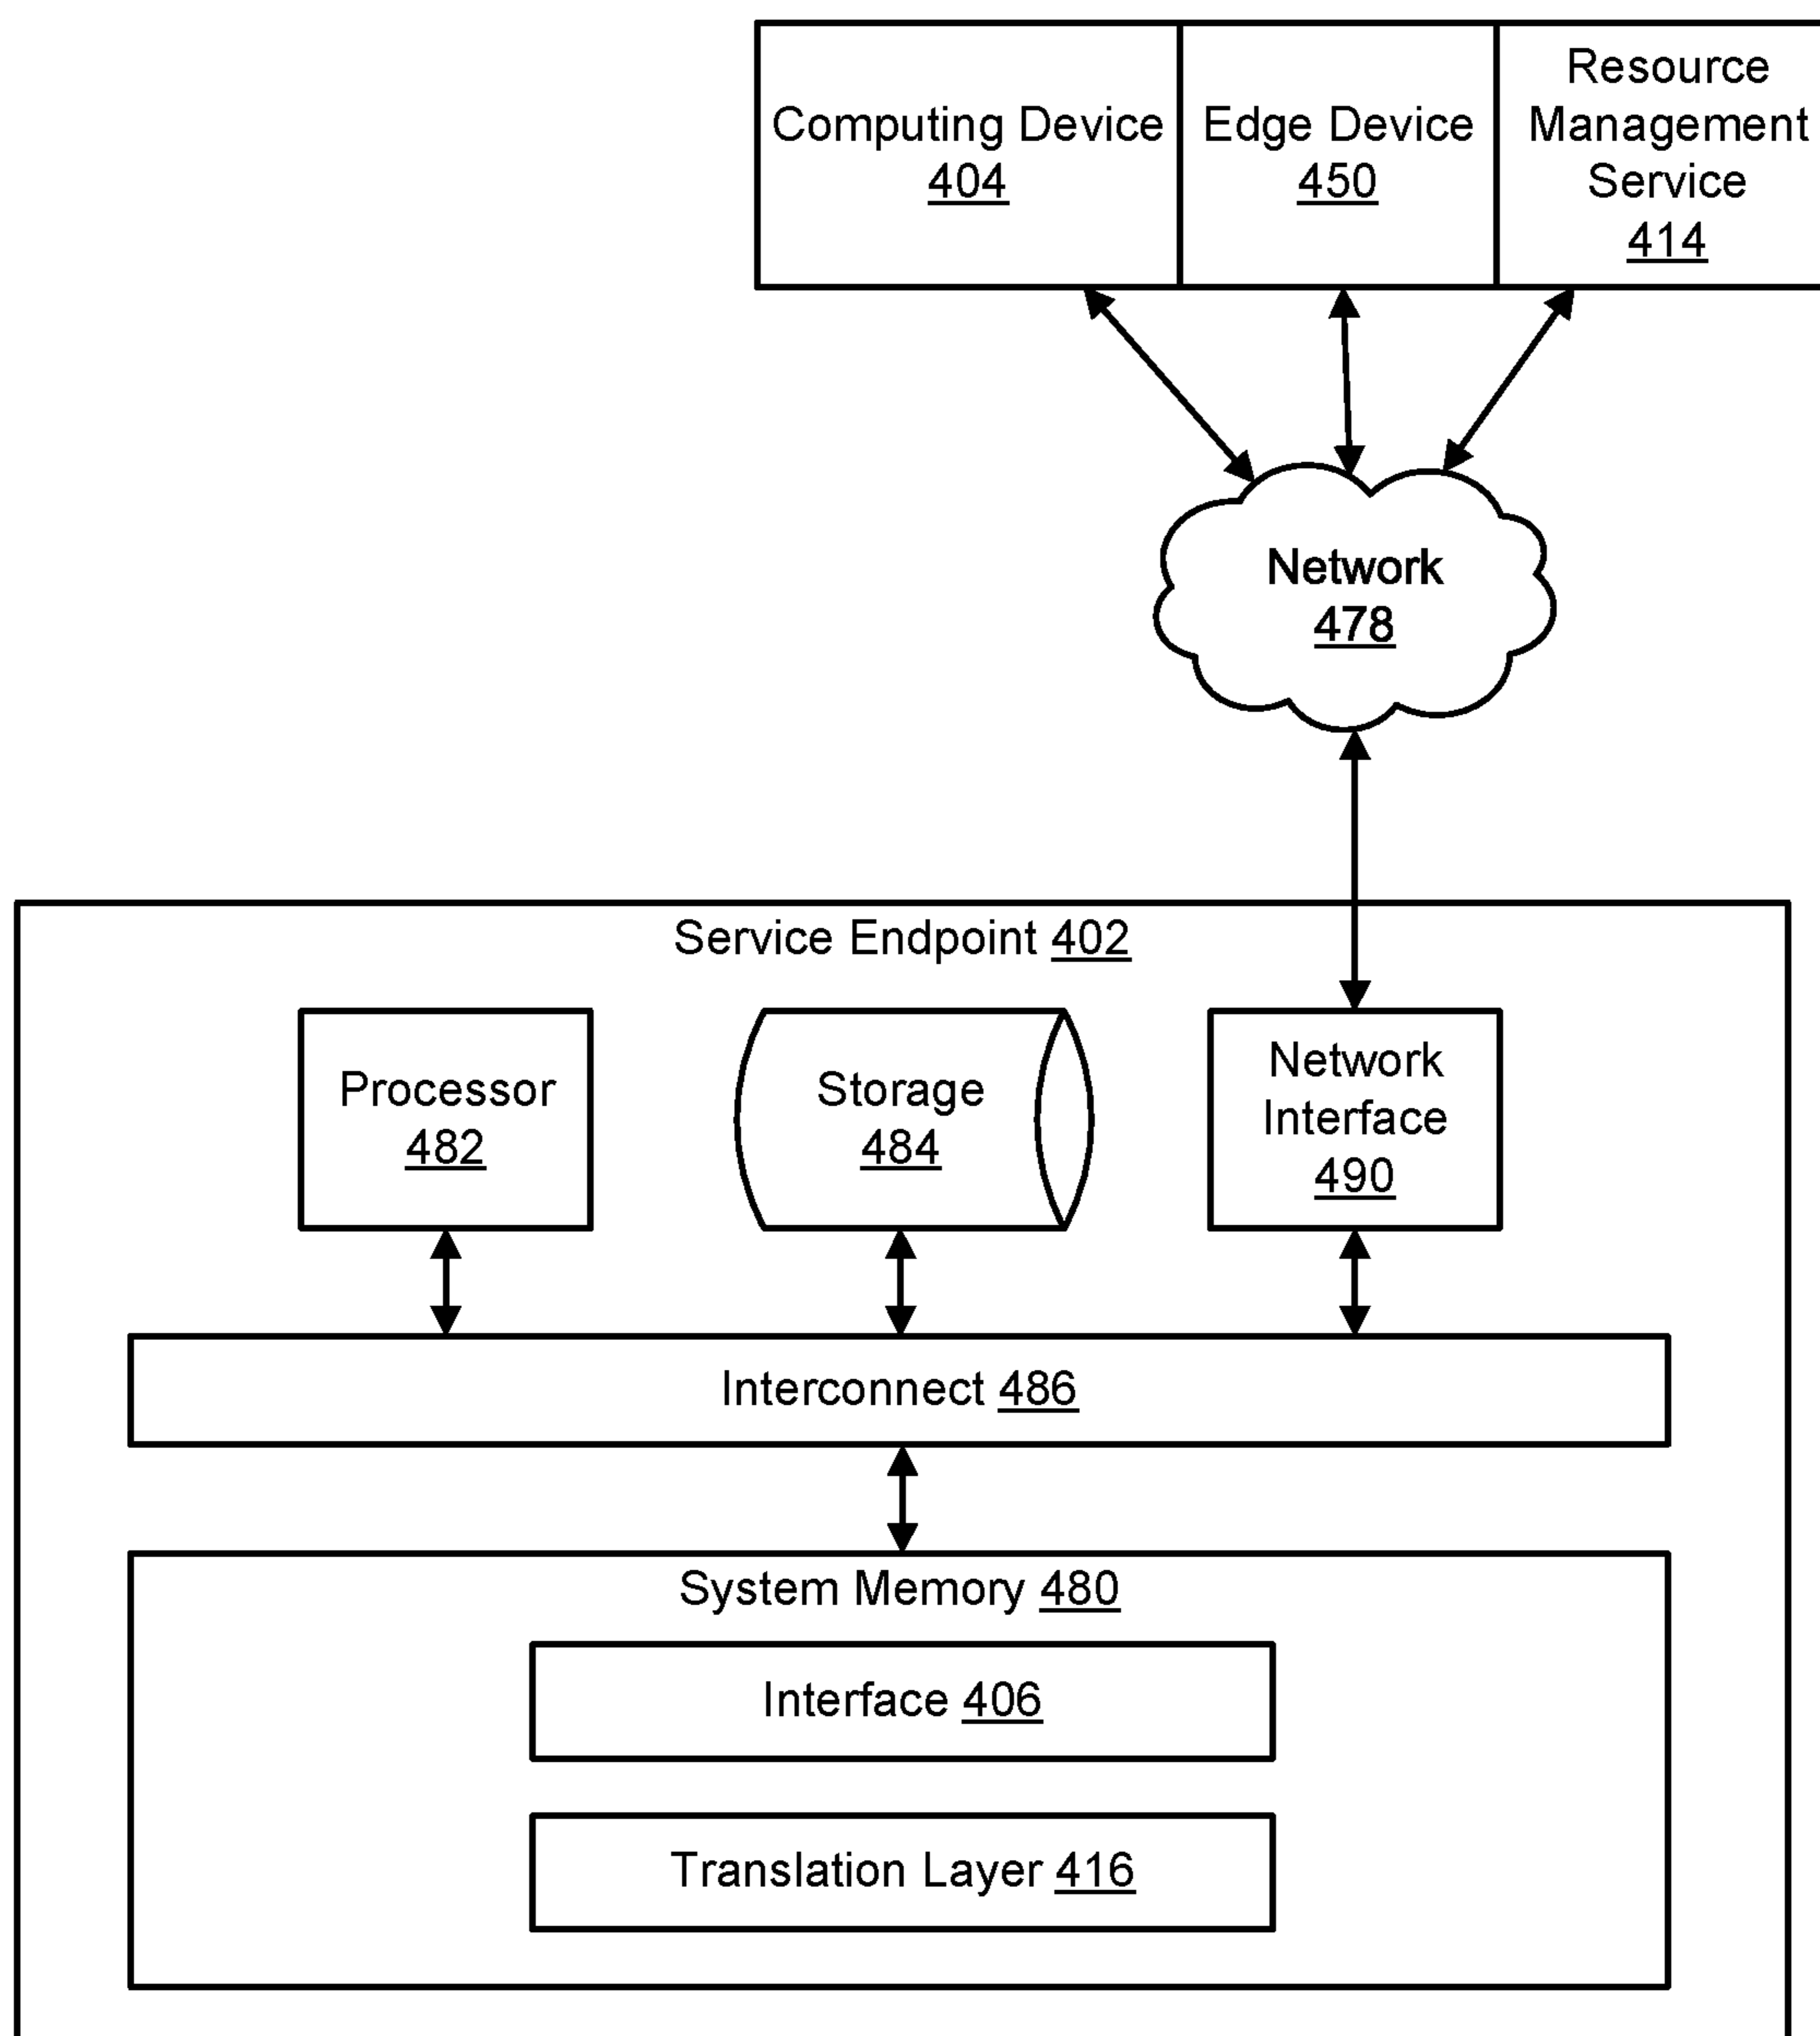 Computing Device
404
Edge Device
450
Resource
Management
Service
414
Network
478
Service Endpoint 402
Processor
482
Storage
484
Network
Interface
490
Interconnect 486
System Memory 480
Interface 406
Translation Layer 416